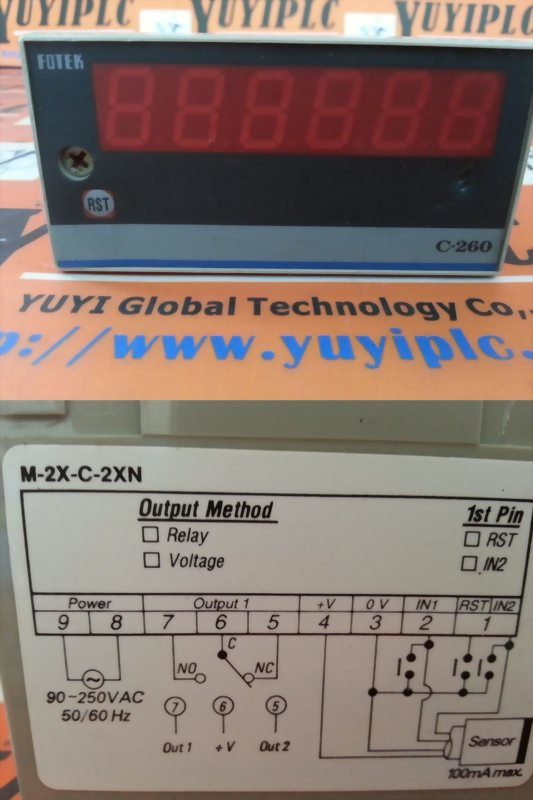 YUYIPLC YUYIPLC
FOTEK
RST
C-260
YUYI Global Technology Co.,
p://www.yuyiplc.
M-2X-C-2XN
Output Method 1st Pin
Relay RST
Voltage IN2
Power Output 1 +V 0V IN1 RST IN2
9 8 7 6 5 4 3 2 1
C
NO NC
90~250VAC
50/60 Hz
7 6 5
Out 1 +V Out 2
Sensor
100mA max.